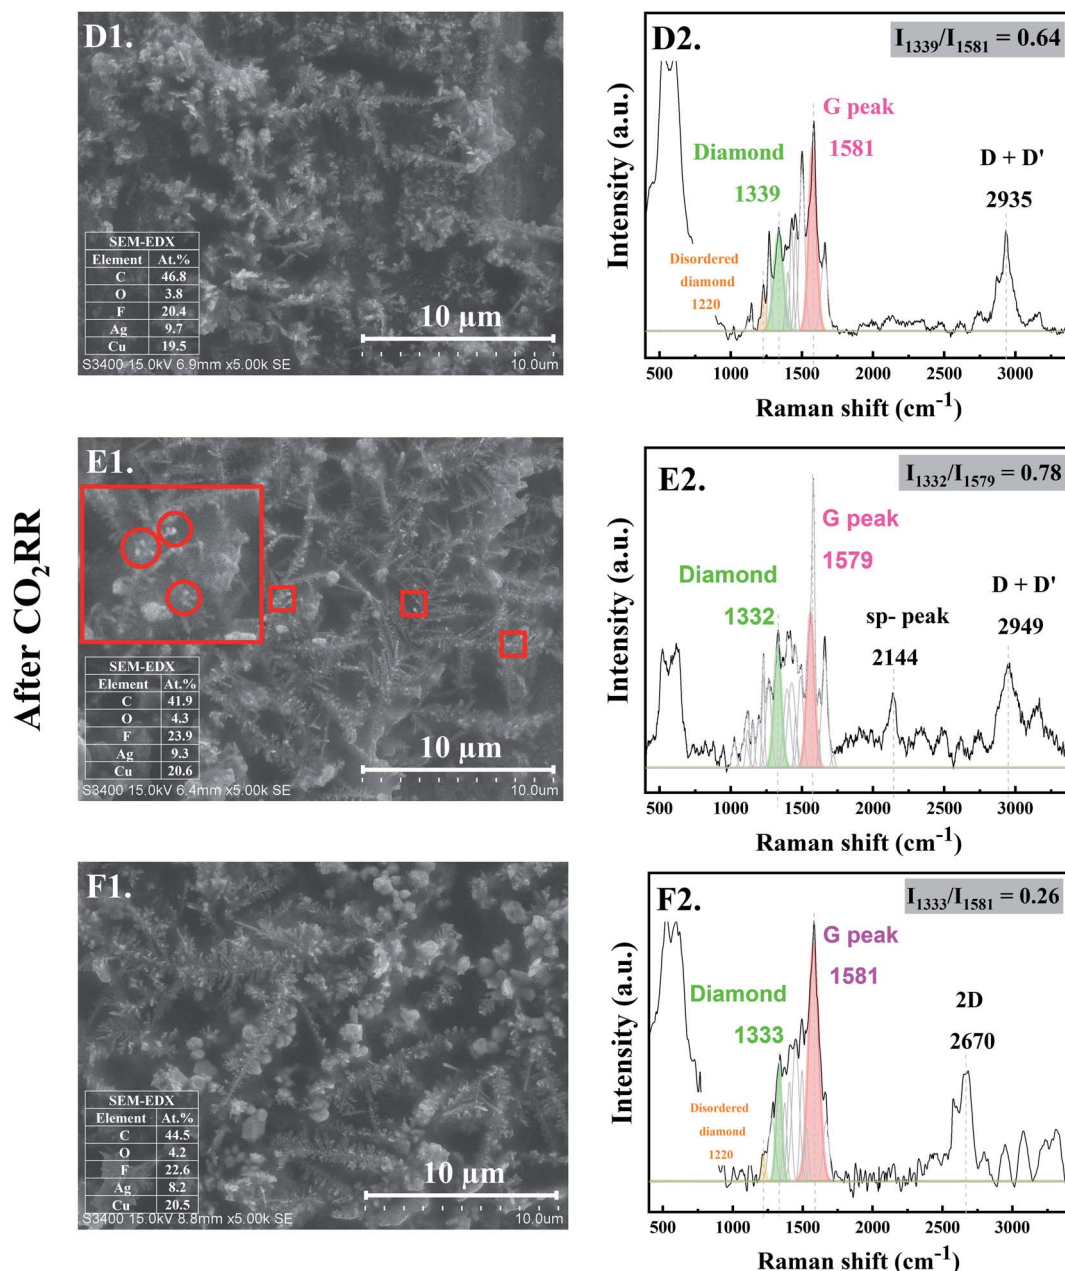 After CO2RR
D1.
SEM-EDX
Element At.%
C 46.8
O 3.8
F 20.4
Ag 9.7
Cu 19.5
10 µm
S3400 15.0kV 6.9mm x5.00k SE 10.0um
D2.
I1339/I1581 = 0.64
G peak
1581
Diamond
1339
D + D'
2935
Disordered
diamond
1220
Intensity (a.u.)
500 1000 1500 2000 2500 3000
Raman shift (cm-1)
E1.
SEM-EDX
Element At.%
C 41.9
O 4.3
F 23.9
Ag 9.3
Cu 20.6
10 µm
S3400 15.0kV 6.4mm x5.00k SE 10.0um
E2.
I1332/I1579 = 0.78
G peak
1579
Diamond
1332
sp- peak
2144
D + D'
2949
Intensity (a.u.)
500 1000 1500 2000 2500 3000
Raman shift (cm-1)
F1.
SEM-EDX
Element At.%
C 44.5
O 4.2
F 22.6
Ag 8.2
Cu 20.5
10 µm
S3400 15.0kV 8.8mm x5.00k SE 10.0um
F2.
I1333/I1581 = 0.26
G peak
1581
Diamond
1333
2D
2670
Disordered
diamond
1220
Intensity (a.u.)
500 1000 1500 2000 2500 3000
Raman shift (cm-1)